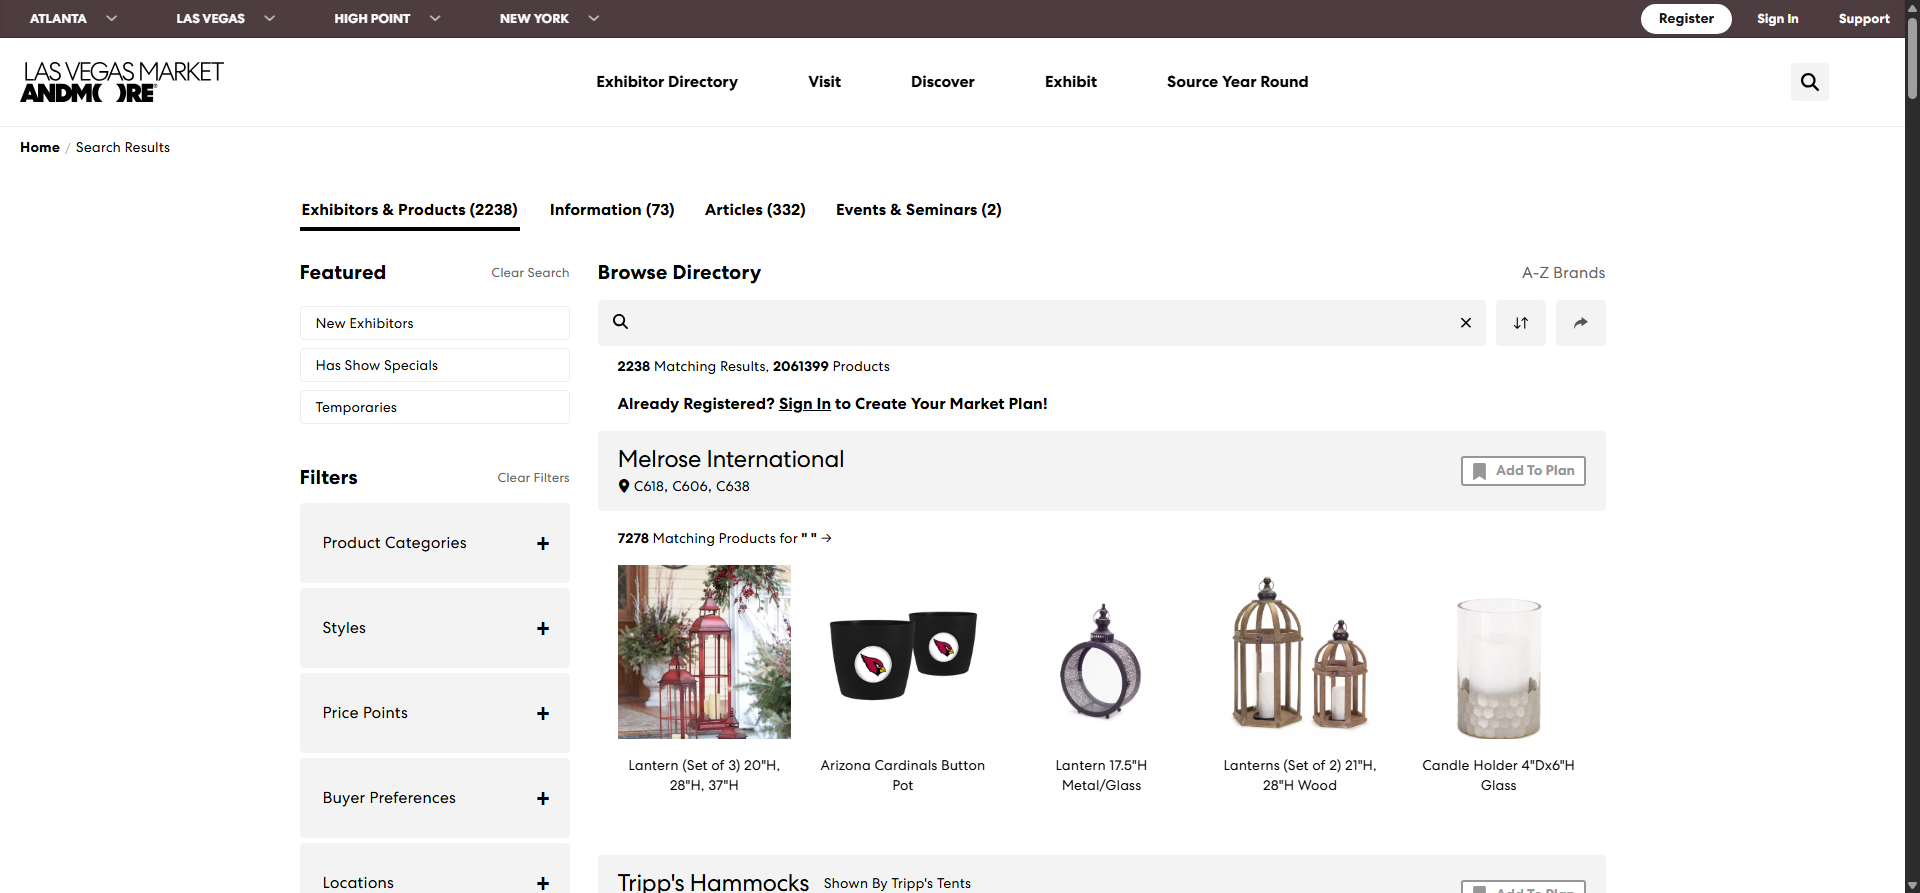 ATLANTA LAS VEGAS HIGH POINT NEW YORK Register Sign In Support
LAS VEGAS MARKET
ANDMORE
Exhibitor Directory Visit Discover Exhibit Source Year Round
Home / Search Results
Exhibitors & Products (2238) Information (73) Articles (332) Events & Seminars (2)
Featured Clear Search
New Exhibitors
Has Show Specials
Temporaries
Filters Clear Filters
Product Categories +
Styles +
Price Points +
Buyer Preferences +
Locations +
Browse Directory A-Z Brands
2238 Matching Results, 2061399 Products
Already Registered? Sign In to Create Your Market Plan!
Melrose International
C618, C606, C638
Add To Plan
7278 Matching Products for " " →
Lantern (Set of 3) 20"H,
28"H, 37"H
Arizona Cardinals Button
Pot
Lantern 17.5"H
Metal/Glass
Lanterns (Set of 2) 21"H,
28"H Wood
Candle Holder 4"Dx6"H
Glass
Tripp's Hammocks Shown By Tripp's Tents
Add To Plan